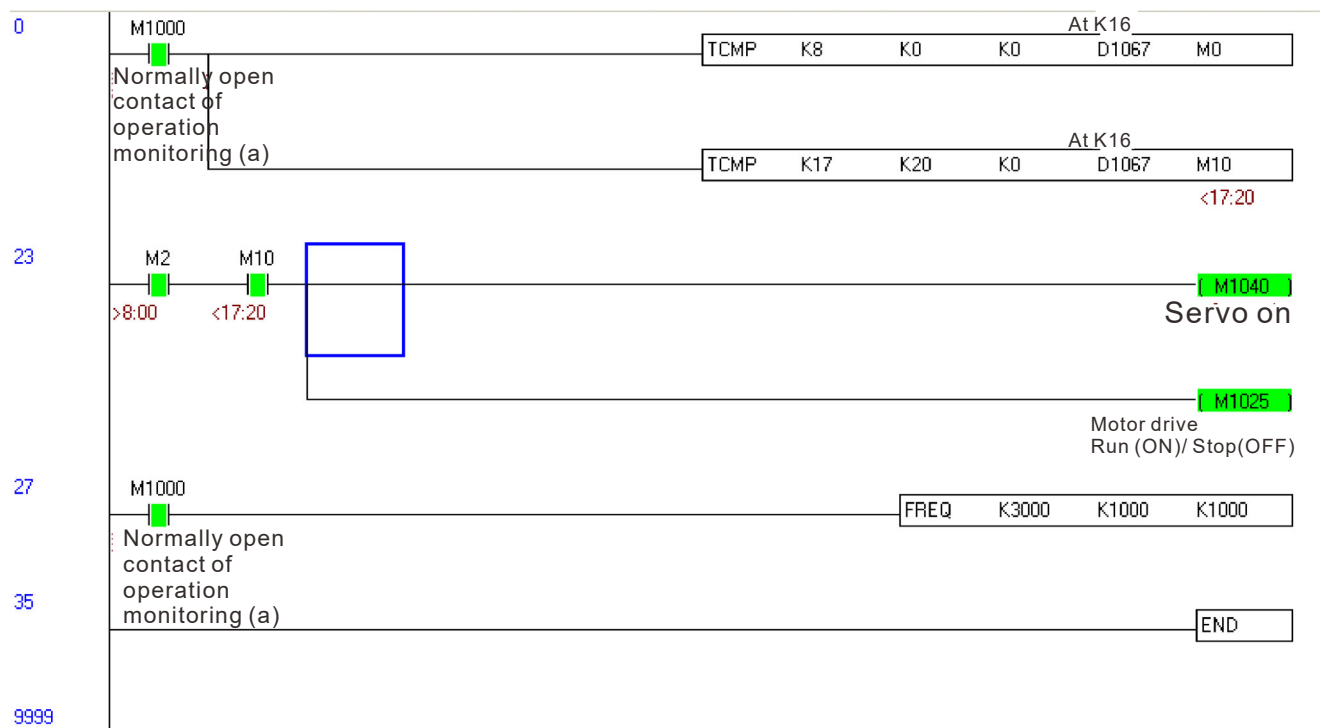 0
M1000
At K16
TCMP K8 K0 K0 D1067 M0
Normally open
contact of
operation
monitoring (a)
At K16
TCMP K17 K20 K0 D1067 M10
<17:20
23
M2 M10
( M1040 )
>8:00 <17:20
Servo on
( M1025 )
Motor drive
Run (ON)/ Stop(OFF)
27
M1000
FREQ K3000 K1000 K1000
Normally open
contact of
operation
monitoring (a)
35
END
9999